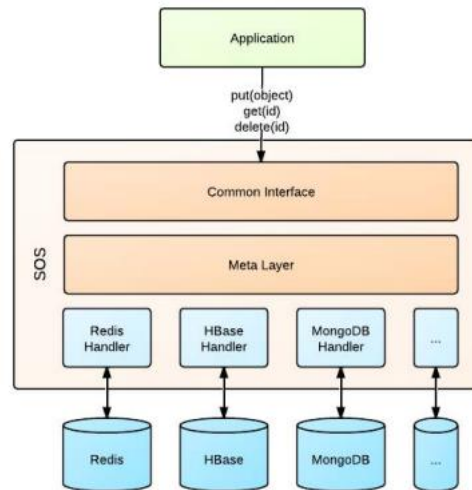 Application
put(object)
get(id)
delete(id)
SOS
Common Interface
Meta Layer
Redis
Handler
HBase
Handler
MongoDB
Handler
...
Redis
HBase
MongoDB
...